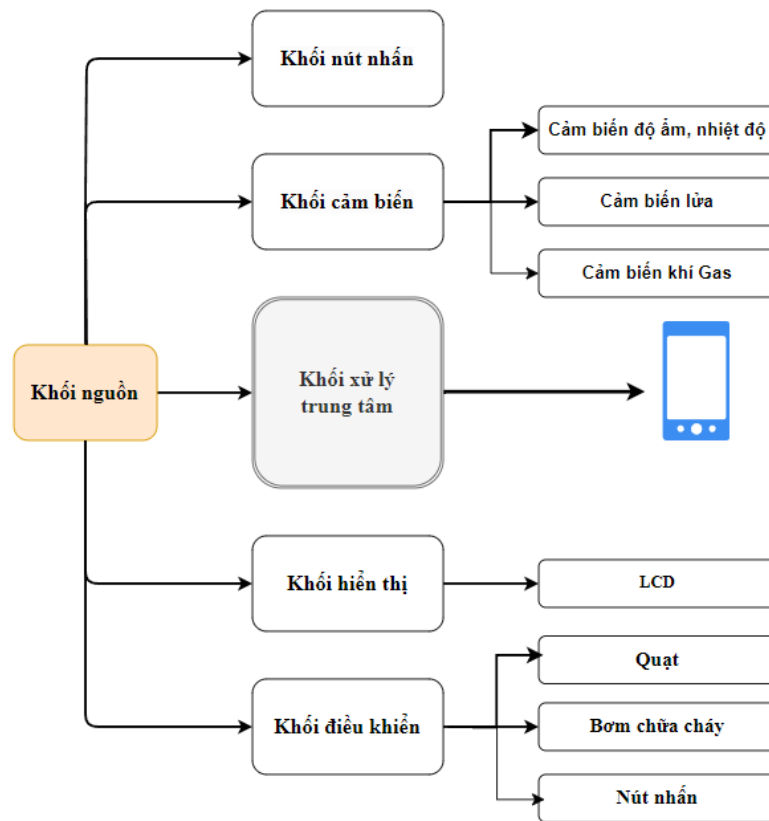 Khối nút nhấn
Cảm biến độ ẩm, nhiệt độ
Khối cảm biến
Cảm biến lửa
Cảm biến khí Gas
Khối nguồn
Khối xử lý
trung tâm
Khối hiển thị
LCD
Quạt
Khối điều khiển
Bơm chữa cháy
Nút nhấn